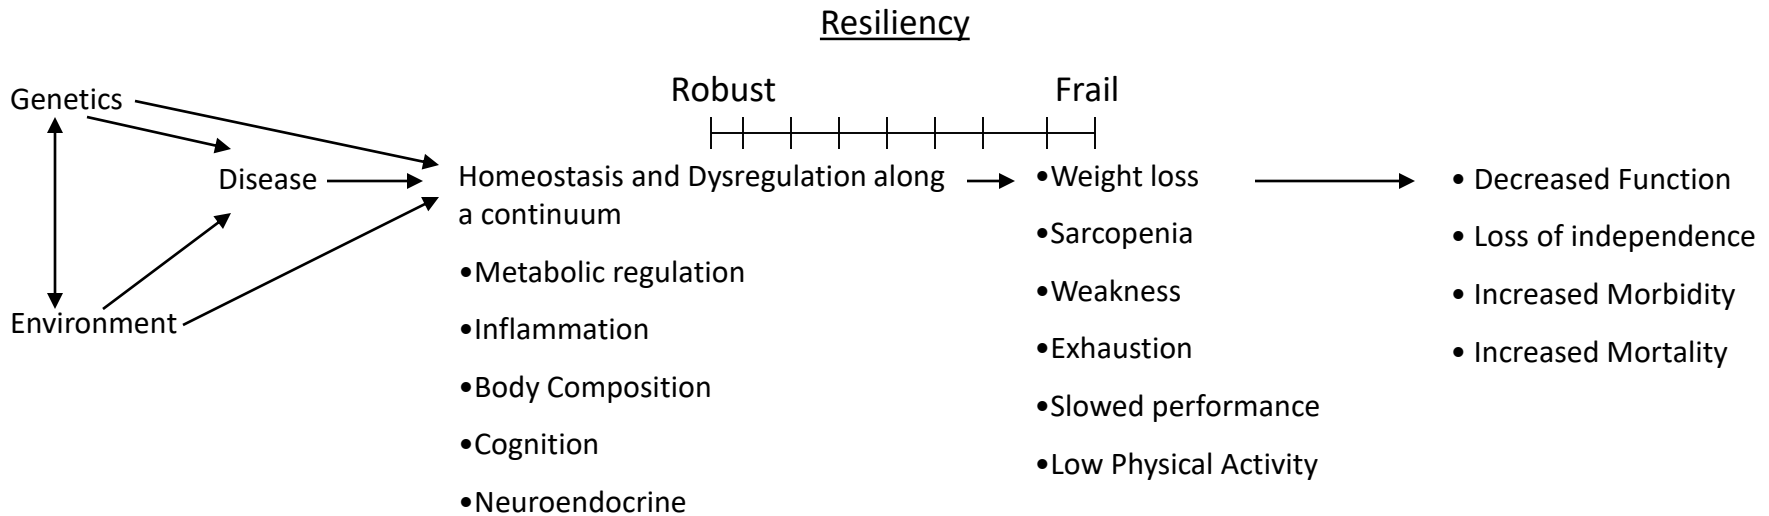 Resiliency
Robust
Frail
Genetics
Disease
Environment
Homeostasis and Dysregulation along
a continuum
•Metabolic regulation
•Inflammation
•Body Composition
•Cognition
•Neuroendocrine
•Weight loss
•Sarcopenia
•Weakness
•Exhaustion
•Slowed performance
•Low Physical Activity
• Decreased Function
• Loss of independence
• Increased Morbidity
• Increased Mortality